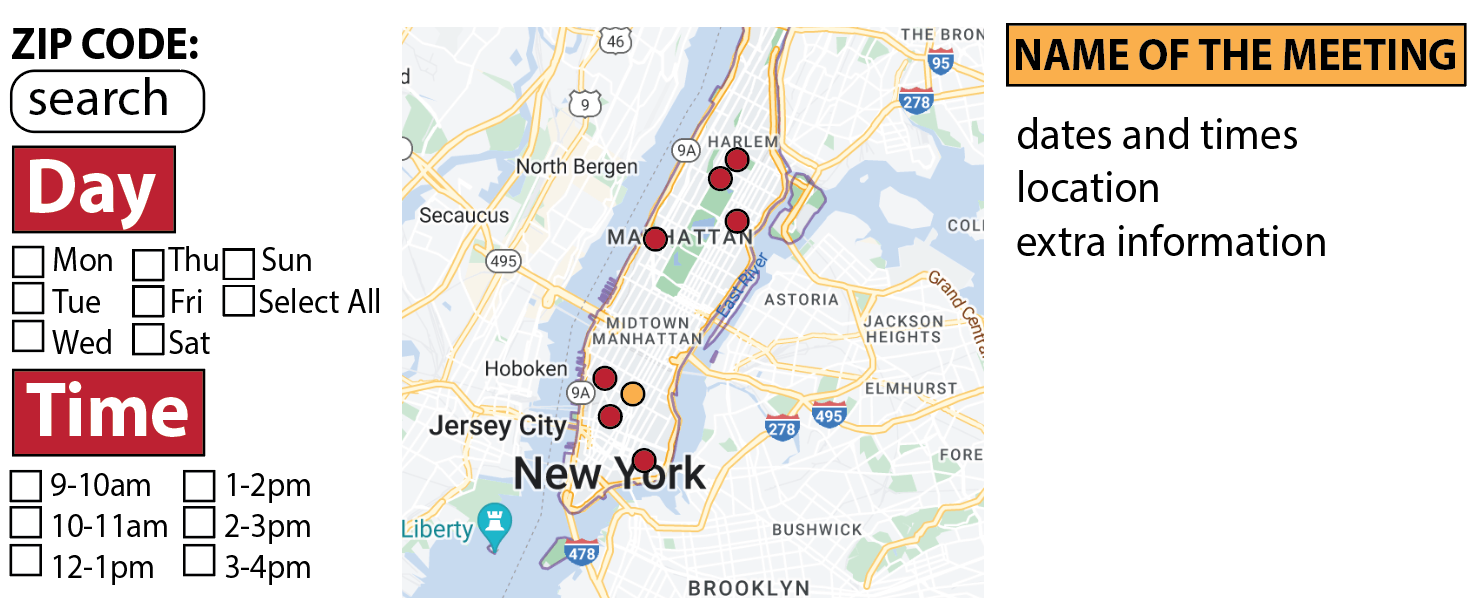 ZIP CODE:
search
Day
Mon Thu Sun
Tue Fri Select All
Wed Sat
Time
9-10am 1-2pm
10-11am 2-3pm
12-1pm 3-4pm
46
THE BRON
95
d
278
9
9A
HARLEM
North Bergen
Secaucus
MANHATTAN
COL
495
East River
Grand Centr
ASTORIA
MIDTOWN
MANHATTAN
JACKSON
HEIGHTS
Hoboken
9A
ELMHURST
Jersey City
278
495
FORE
New York
Liberty
BUSHWICK
478
BROOKLYN
NAME OF THE MEETING
dates and times
location
extra information